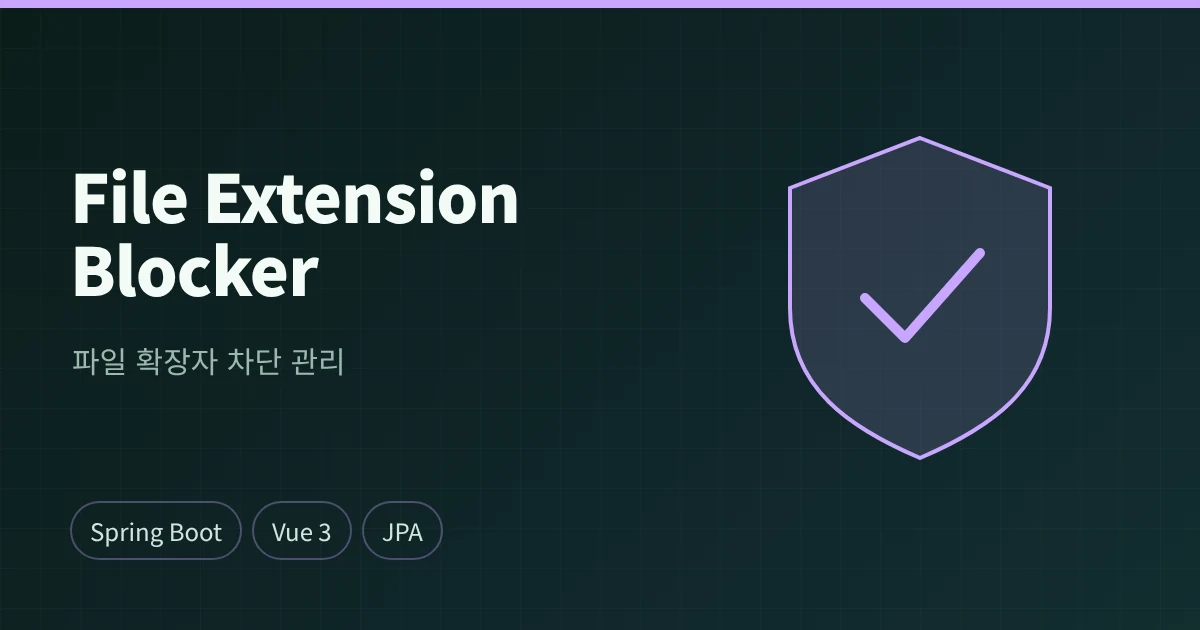 File Extension
Blocker
파일 확장자 차단 관리
Spring Boot
Vue 3
JPA